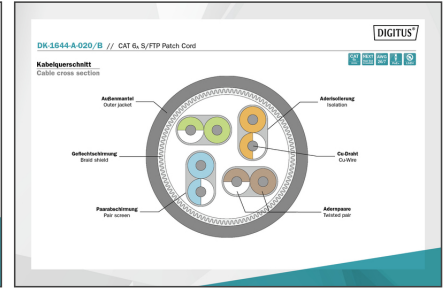 DIGITUS®
DK-1644-A-020/B // CAT 6A S/FTP Patch Cord
Kabelquerschnitt
Cable cross section
Außenmantel
Outer jacket
Aderisolierung
Isolation
Geflechtschirmung
Braid shield
Cu-Draht
Cu-Wire
Paarabschirmung
Pair screen
Aderpaare
Twisted pair